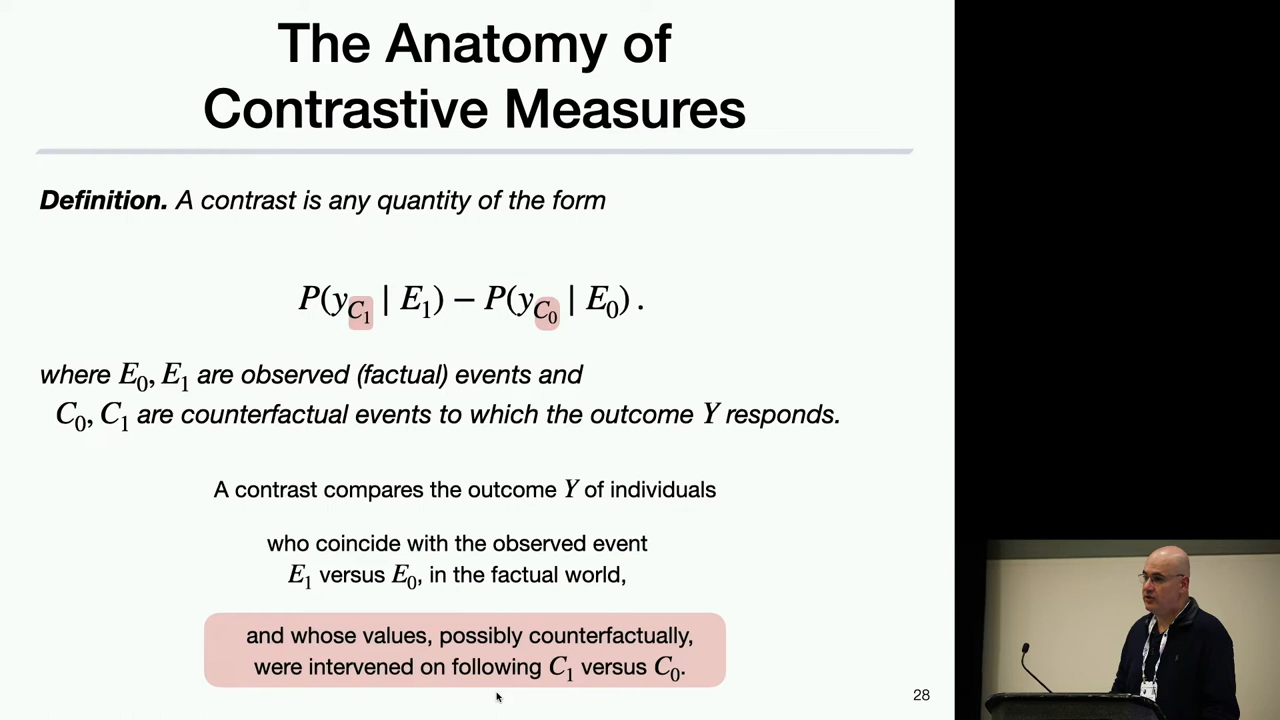 The Anatomy of
Contrastive Measures
Definition. A contrast is any quantity of the form
P(y_{C_1} | E_1) − P(y_{C_0} | E_0) .
where E_0, E_1 are observed (factual) events and
C_0, C_1 are counterfactual events to which the outcome Y responds.
A contrast compares the outcome Y of individuals
who coincide with the observed event
E_1 versus E_0, in the factual world,
and whose values, possibly counterfactually,
were intervened on following C_1 versus C_0.
28